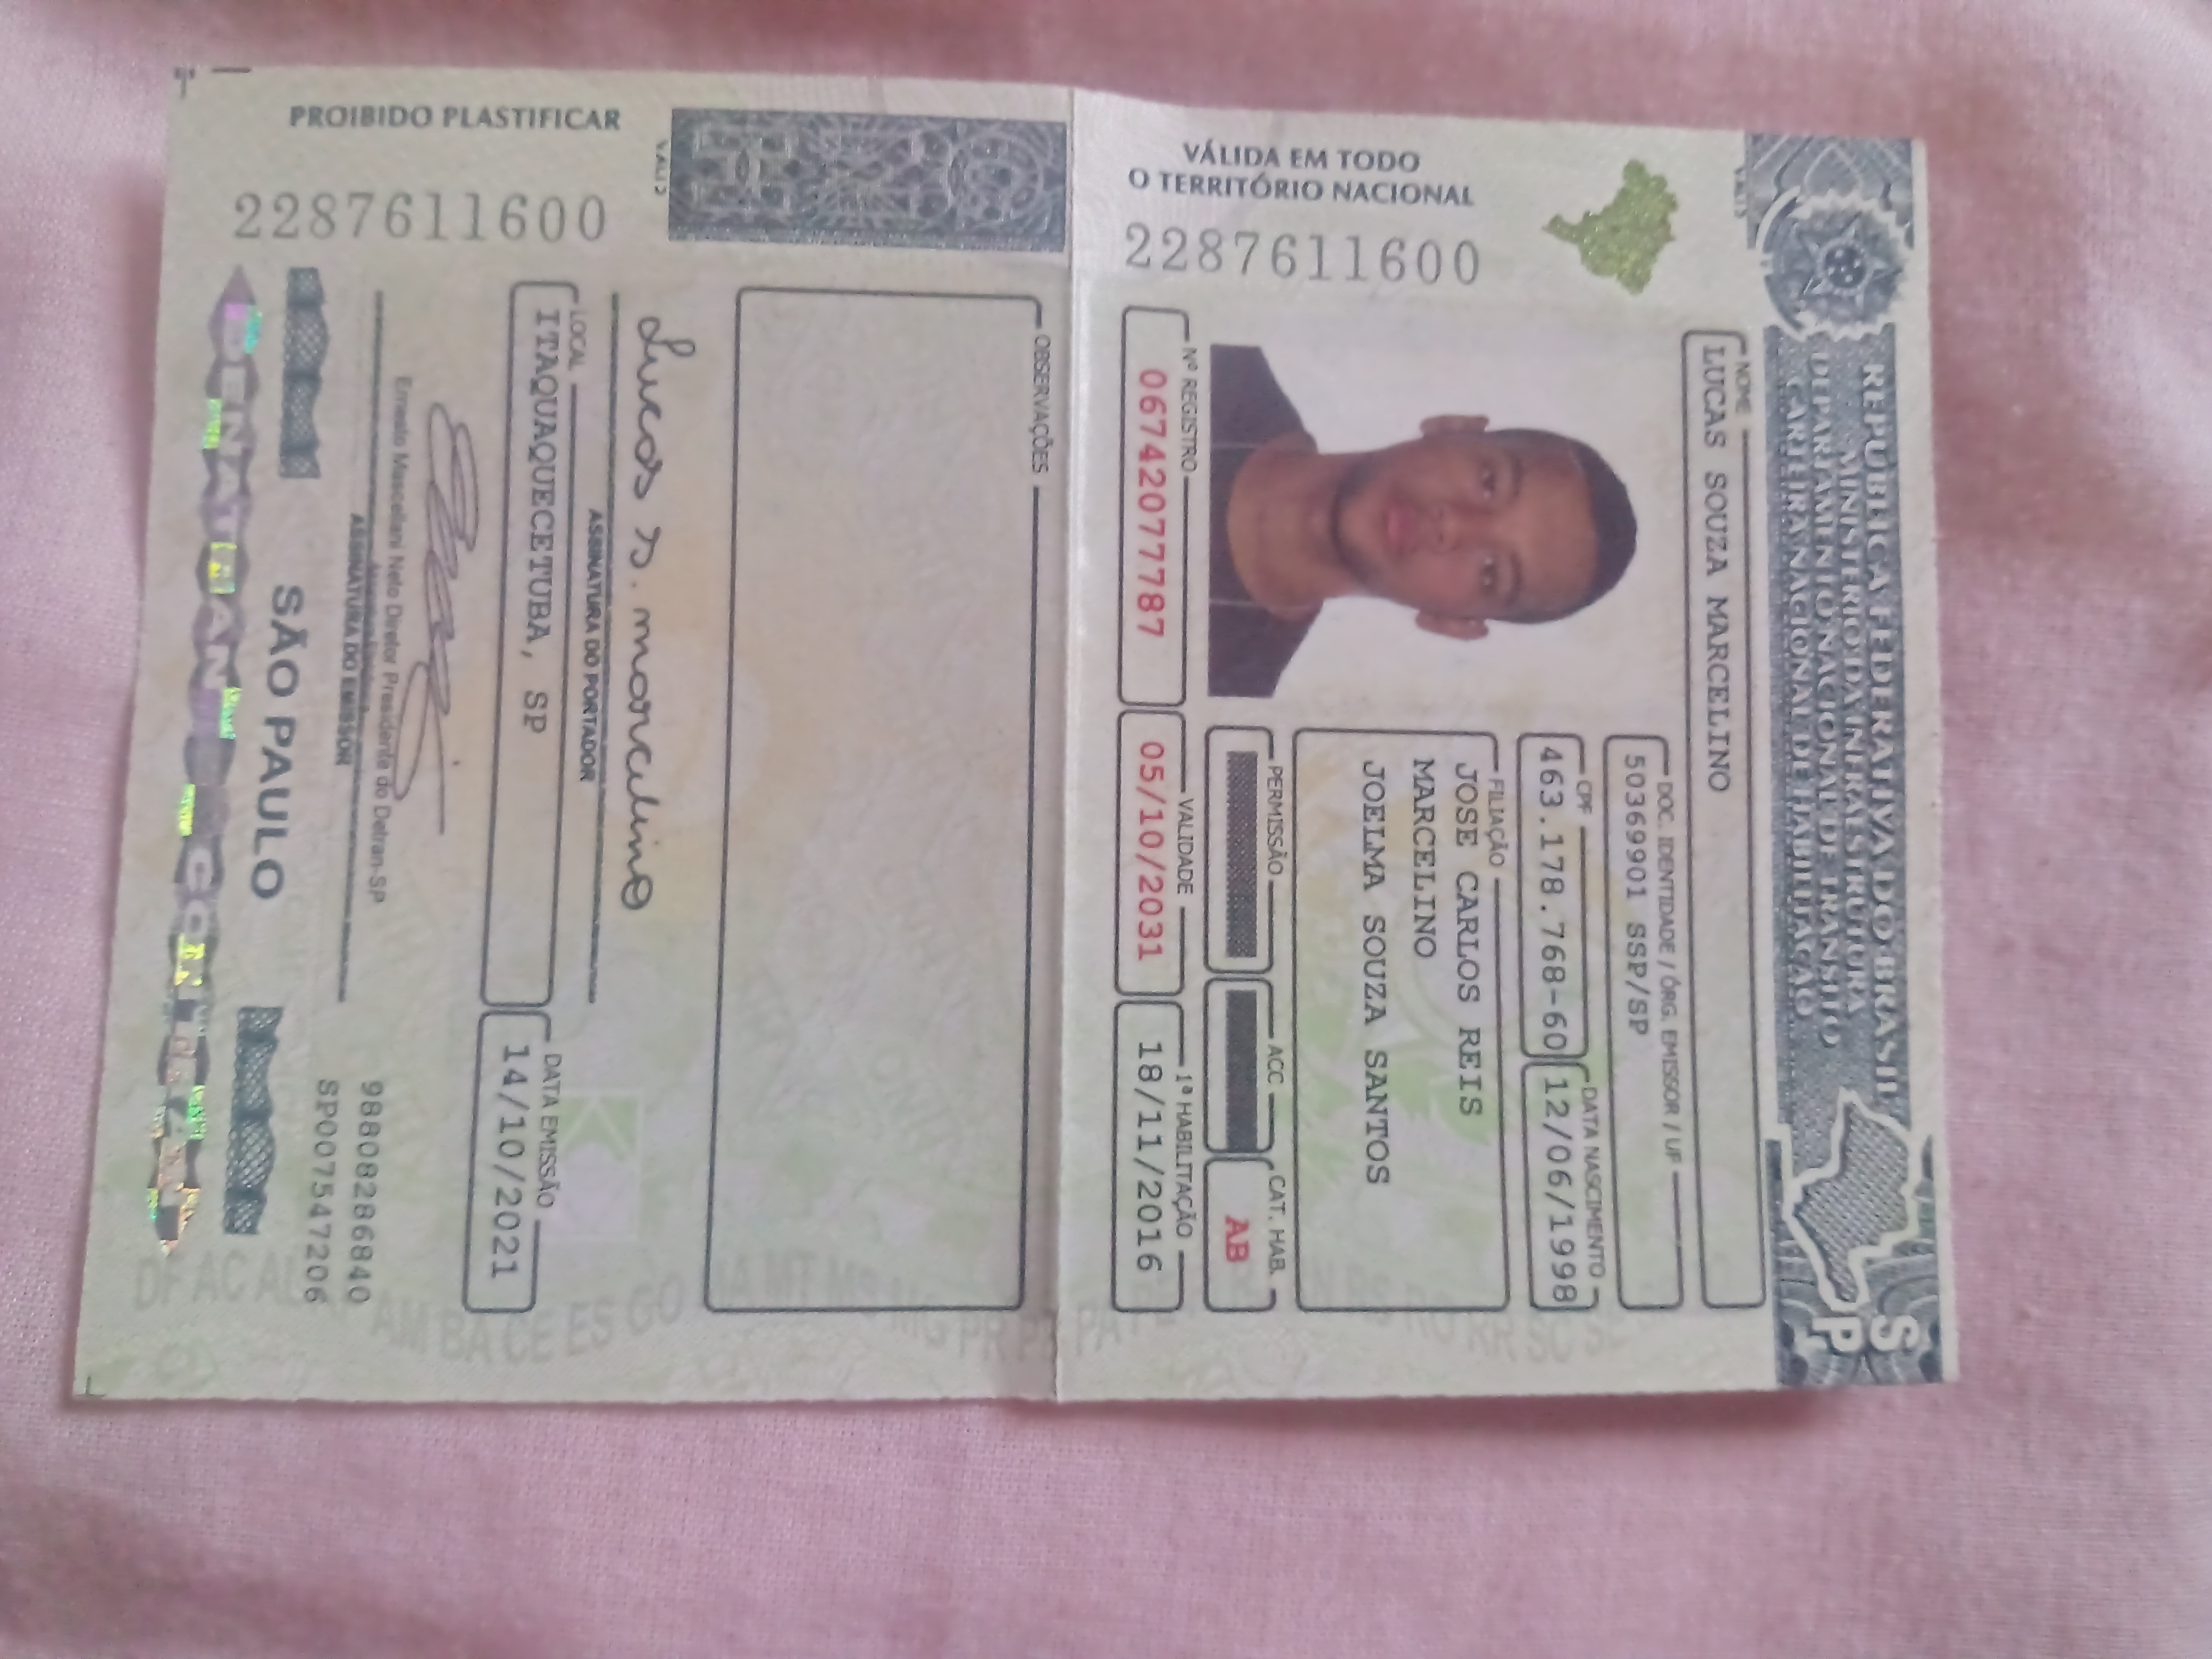 REPÚBLICA FEDERATIVA DO BRASIL
MINISTÉRIO DA INFRAESTRUTURA
DEPARTAMENTO NACIONAL DE TRÂNSITO
CARTEIRA NACIONAL DE HABILITAÇÃO
SP
NOME
LUCAS SOUZA MARCELINO
DOC. IDENTIDADE / ÓRG. EMISSOR / UF
50369901 SSP/SP
CPF
463.178.768-60
DATA NASCIMENTO
12/06/1998
FILIAÇÃO
JOSE CARLOS REIS
MARCELINO
JOELMA SOUZA SANTOS
PERMISSÃO
ACC
CAT. HAB.
AB
Nº REGISTRO
06742077787
VALIDADE
05/10/2031
1ª HABILITAÇÃO
18/11/2016
VÁLIDA EM TODO
O TERRITÓRIO NACIONAL
2287611600
OBSERVAÇÕES
Lucas S. Marcelino
ASSINATURA DO PORTADOR
LOCAL
ITAQUAQUECETUBA, SP
DATA EMISSÃO
14/10/2021
Ernesto Mascellani Neto Diretor Presidente do Detran-SP
ASSINATURA DO EMISSOR
98808286840
SP007547206
PROIBIDO PLASTIFICAR
2287611600
SÃO PAULO
DENATRAN CONTRAN